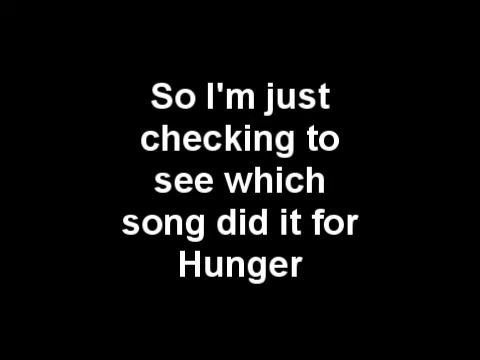 So I'm just
checking to
see which
song did it for
Hunger